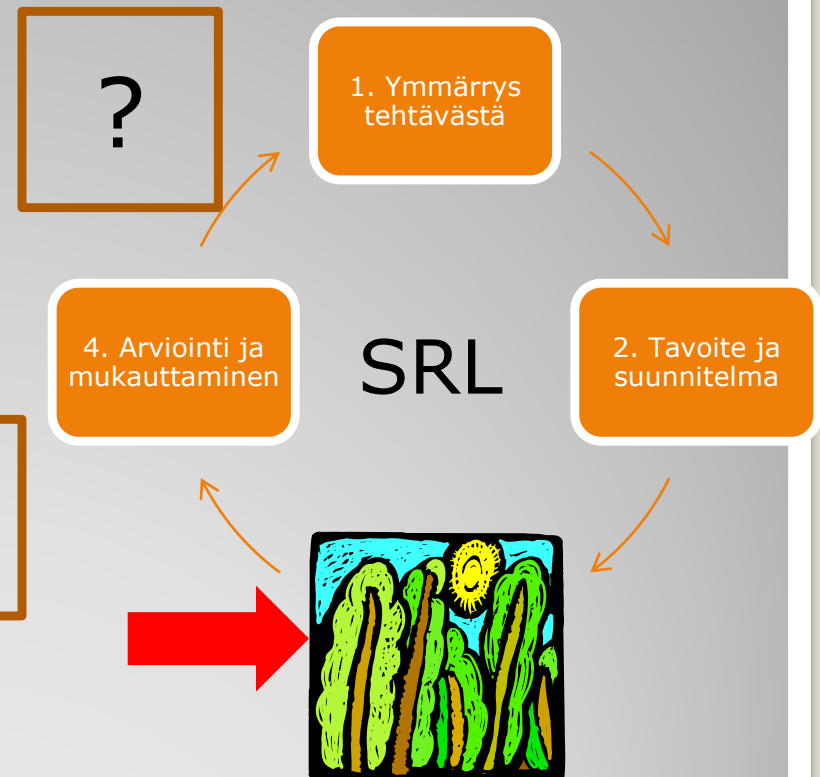 ?
1. Ymmärrys
tehtävästä
4. Arviointi ja
mukauttaminen
SRL
2. Tavoite ja
suunnitelma